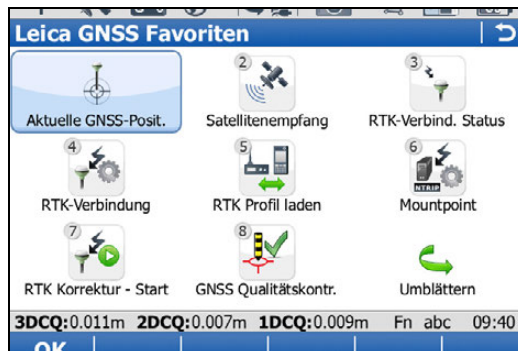 Leica GNSS Favoriten
Aktuelle GNSS-Posit.
2
Satellitenempfang
3
RTK-Verbind. Status
4
RTK-Verbindung
5
RTK Profil laden
6
NTRIP
Mountpoint
7
RTK Korrektur - Start
8
GNSS Qualitätskontr.
Umblättern
3DCQ:0.011m 2DCQ:0.007m 1DCQ:0.009m Fn abc 09:40
OK